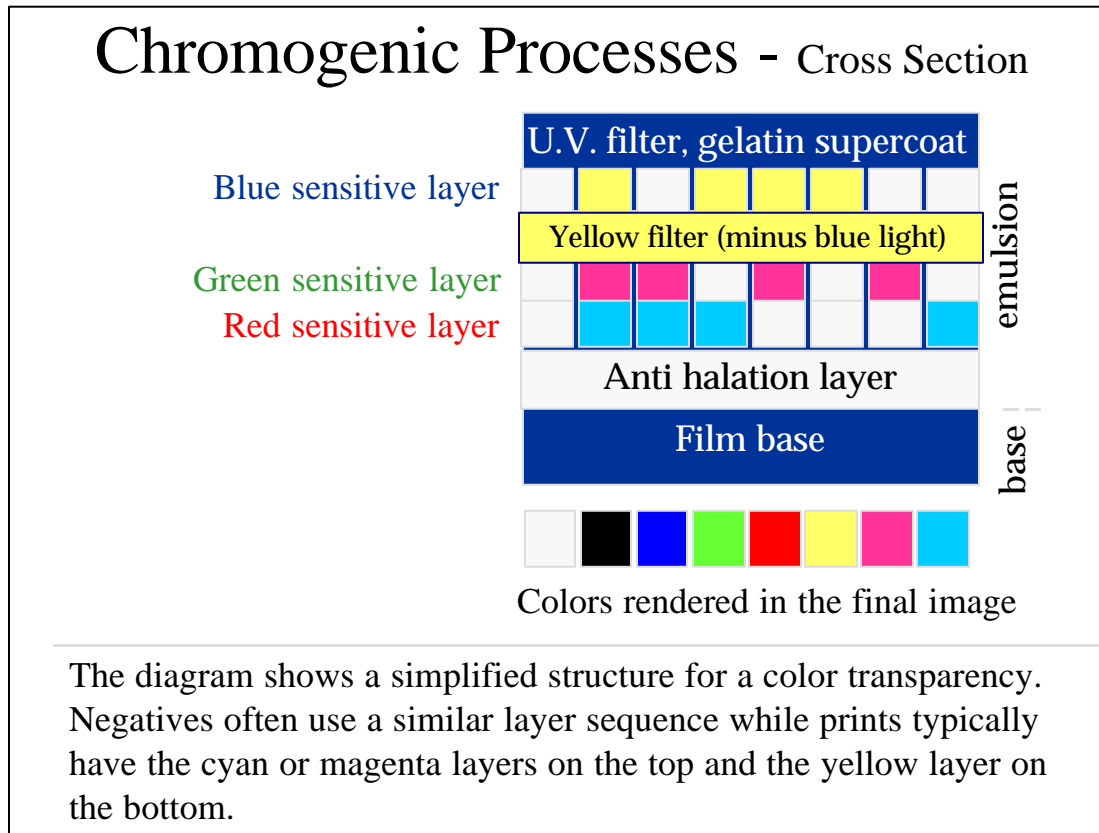 Chromogenic Processes - Cross Section
U.V. filter, gelatin supercoat
Blue sensitive layer
Yellow filter (minus blue light)
Green sensitive layer
Red sensitive layer
Anti halation layer
Film base
emulsion
base
Colors rendered in the final image
The diagram shows a simplified structure for a color transparency.
Negatives often use a similar layer sequence while prints typically
have the cyan or magenta layers on the top and the yellow layer on
the bottom.